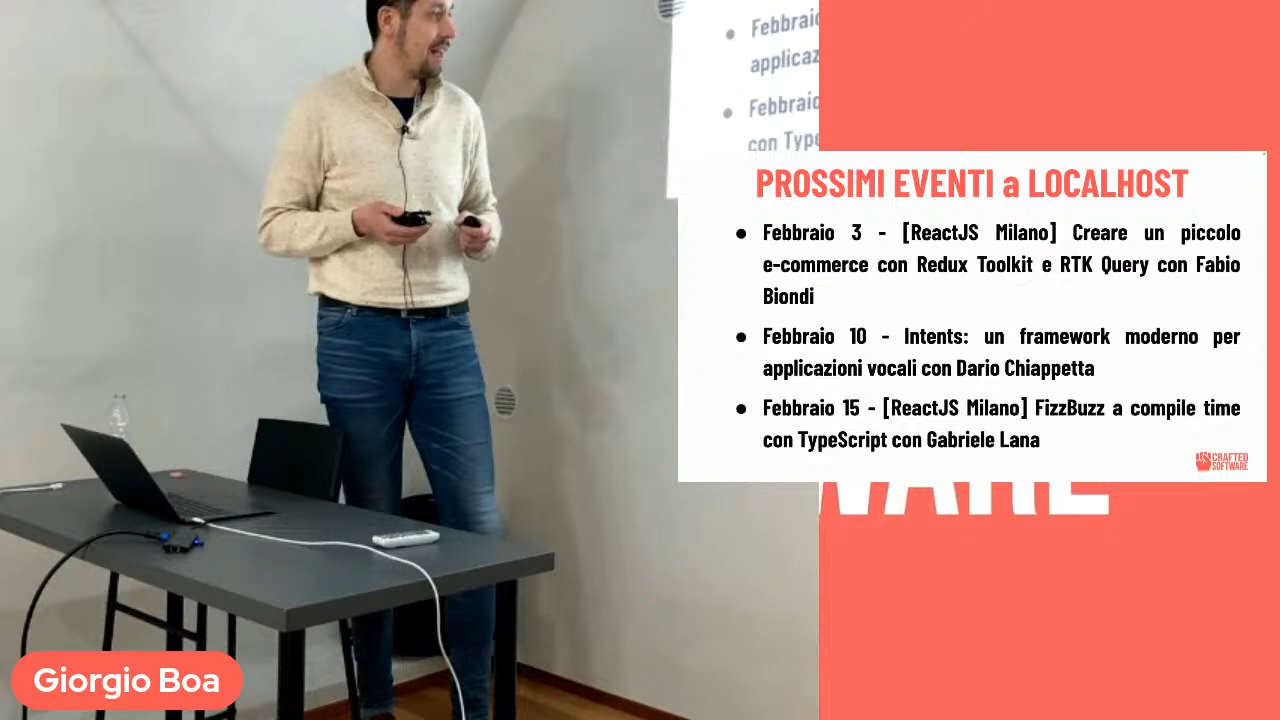 Febbraio
applicaz
Febbraio
con Type
PROSSIMI EVENTI a LOCALHOST
● Febbraio 3 - [ReactJS Milano] Creare un piccolo
e-commerce con Redux Toolkit e RTK Query con Fabio
Biondi
● Febbraio 10 - Intents: un framework moderno per
applicazioni vocali con Dario Chiappetta
● Febbraio 15 - [ReactJS Milano] FizzBuzz a compile time
con TypeScript con Gabriele Lana
CRAFTED
SOFTWARE
WARE
Giorgio Boa